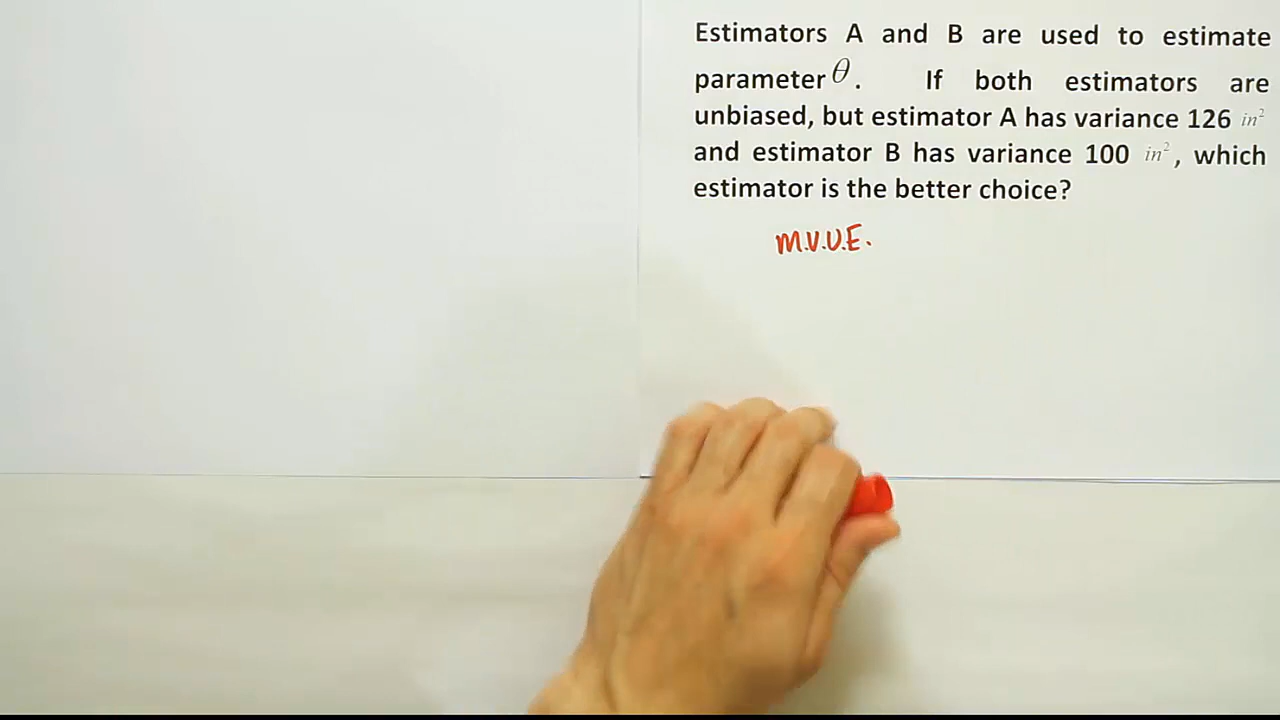 Estimators A and B are used to estimate
parameter θ. If both estimators are
unbiased, but estimator A has variance 126 in²
and estimator B has variance 100 in², which
estimator is the better choice?
M.V.U.E.